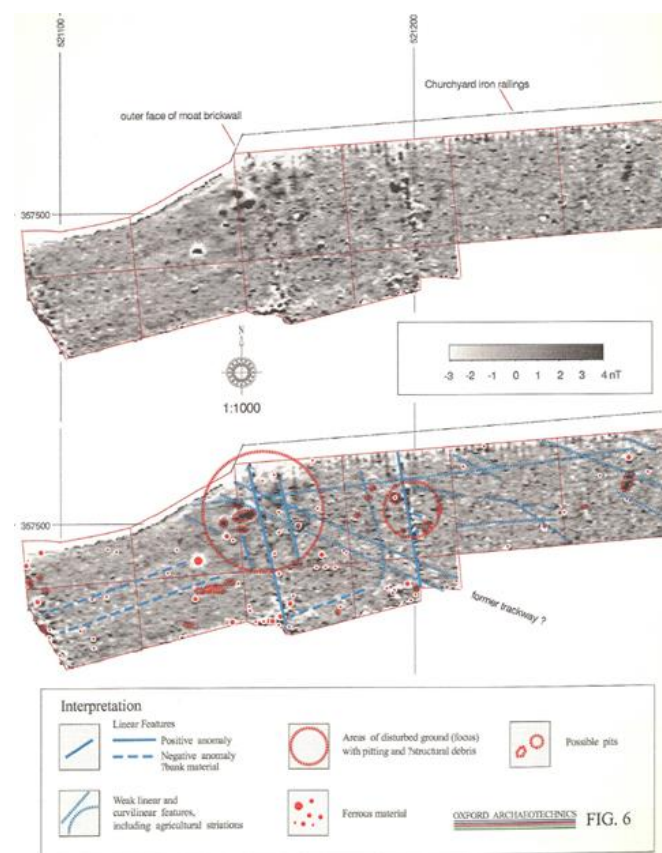 521100
521200
Churchyard iron railings
outer face of moat brickwall
357500
N
1:1000
-3 -2 -1 0 1 2 3 4 nT
357500
former trackway ?
Interpretation
Linear Features
Positive anomaly
Negative anomaly
?bank material
Areas of disturbed ground (focus)
with pitting and ?structural debris
Possible pits
Weak linear and
curvilinear features,
including agricultural striations
Ferrous material
OXFORD ARCHAEOTECHNICS
FIG. 6